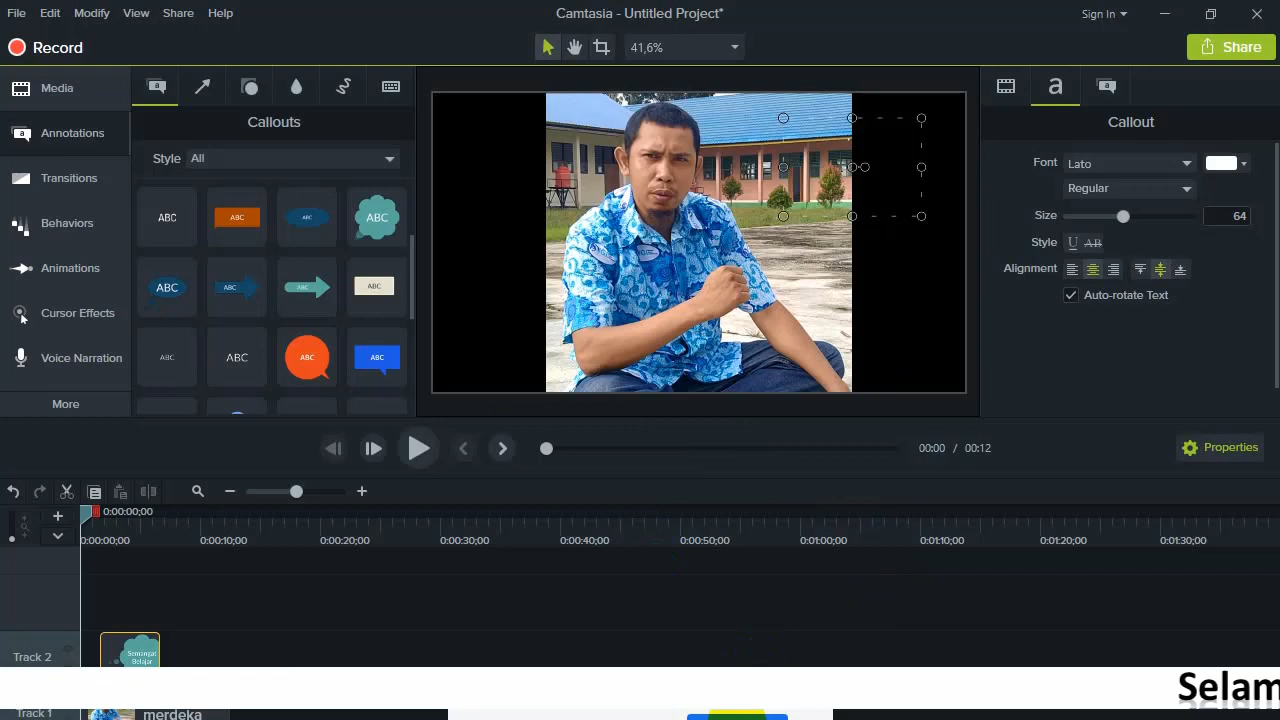 File Edit Modify View Share Help
Camtasia - Untitled Project*
Sign In
Record
41,6%
Share
Media
Annotations
Transitions
Behaviors
Animations
Cursor Effects
Voice Narration
More
Callouts
Style All
ABC ABC ABC ABC
ABC ABC ABC ABC
ABC ABC ABC ABC
a
Callout
Font Lato
Regular
Size 64
Style U AB
Alignment
Auto-rotate Text
00:00 / 00:12
Properties
0:00:00;00
0:00:00;00 0:00:10;00 0:00:20;00 0:00:30;00 0:00:40;00 0:00:50;00 0:01:00;00 0:01:10;00 0:01:20;00 0:01:30;00
Track 2
Semangat
Belajar
Selam
Track 1
merdeka